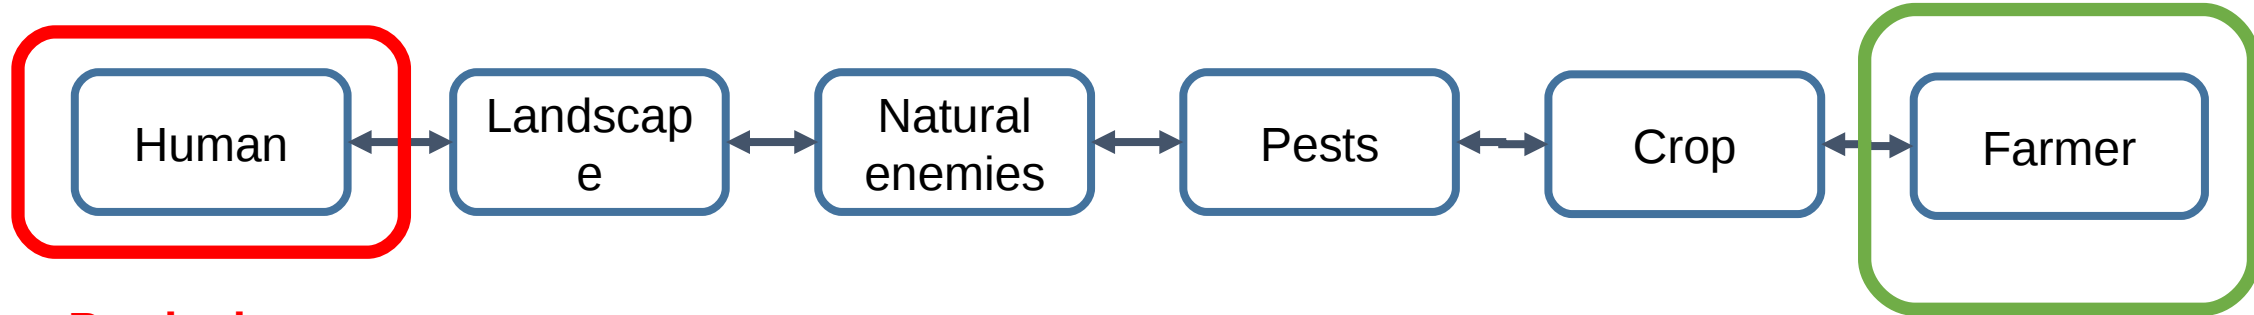 Human
Landscap
e
Natural
enemies
Pests
Crop
Farmer